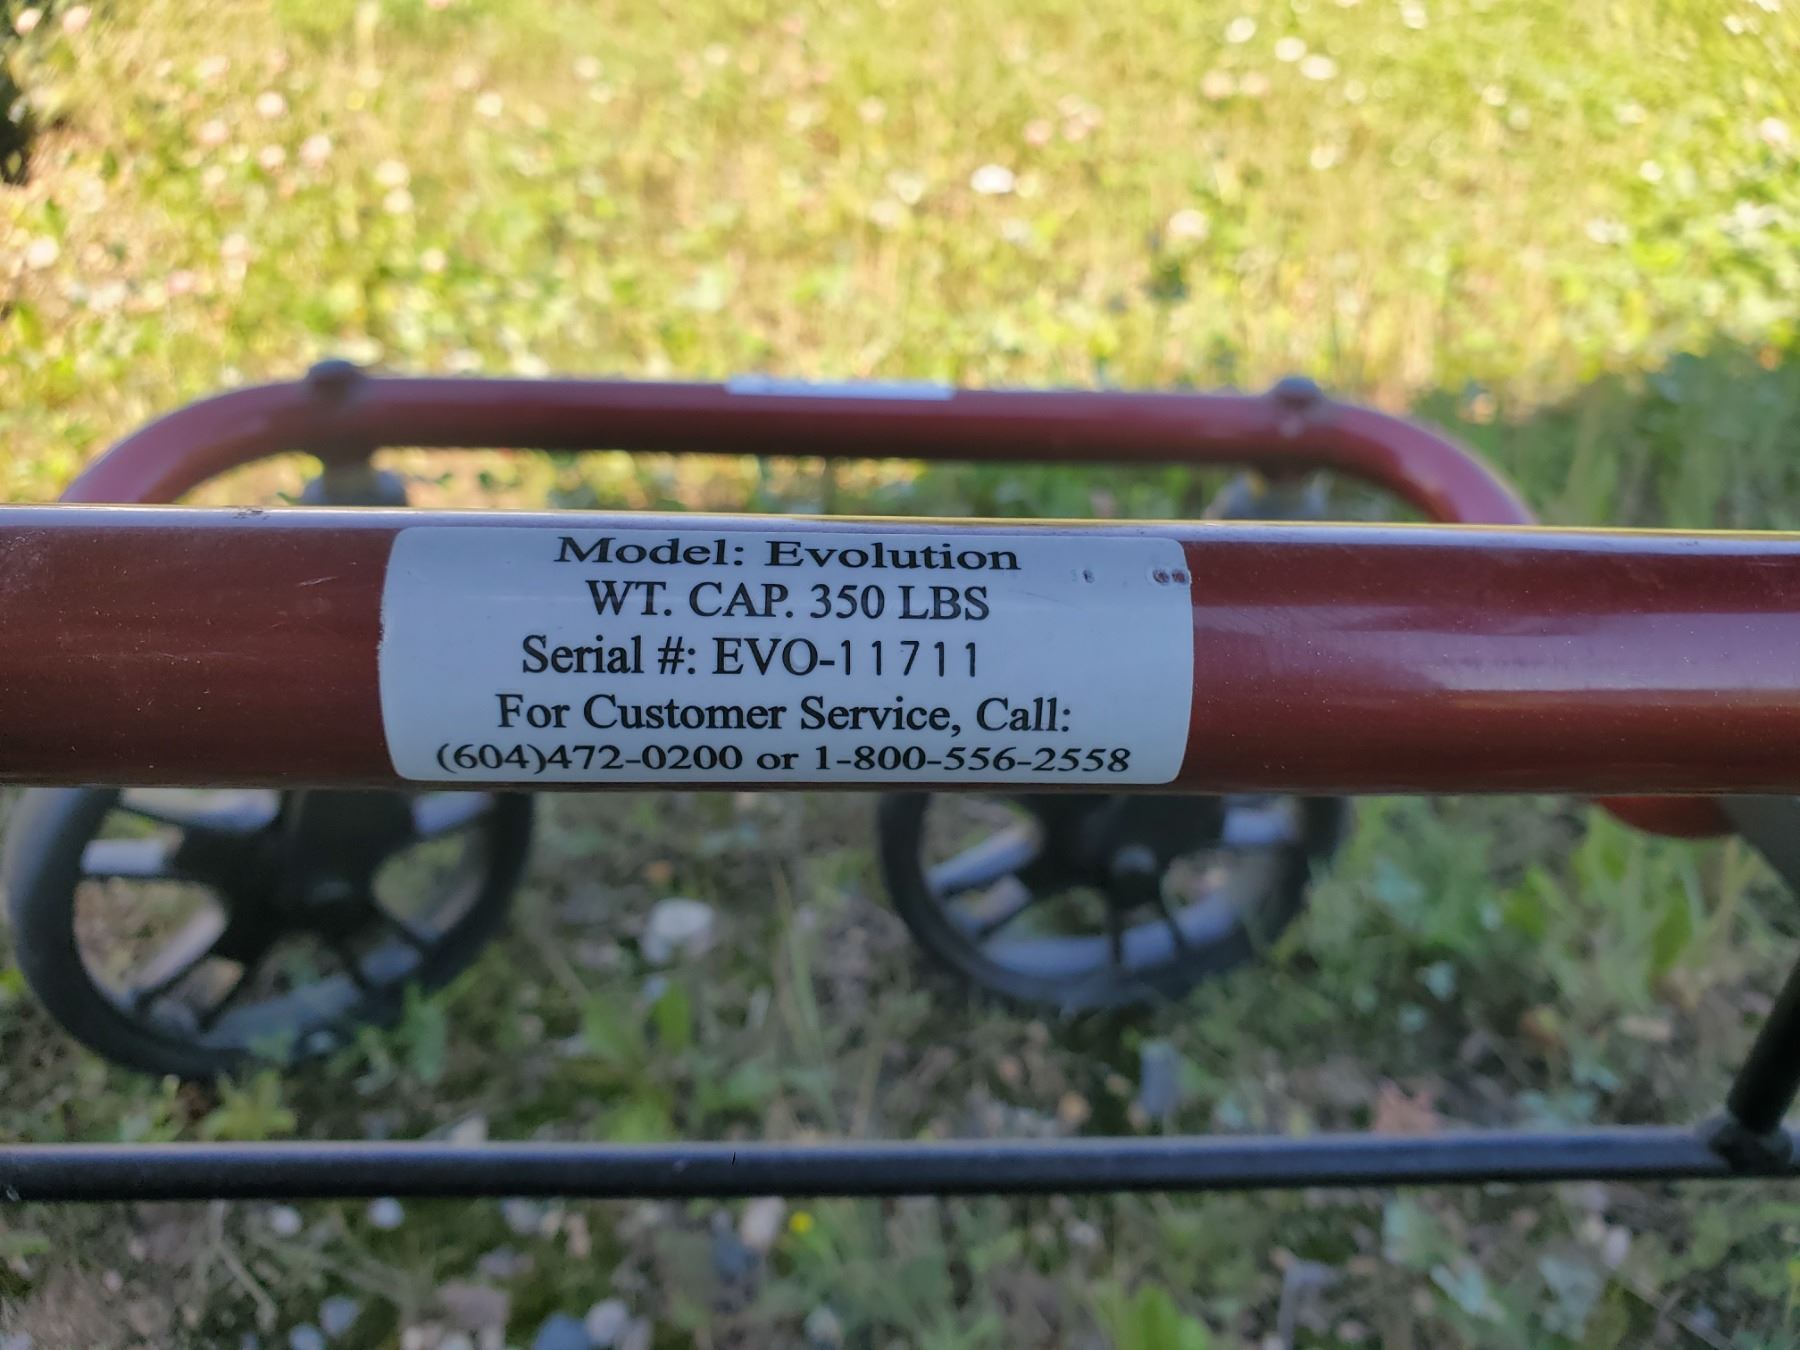 Model: Evolution
WT. CAP. 350 LBS
Serial #: EVO-11711
For Customer Service, Call:
(604)472-0200 or 1-800-556-2558